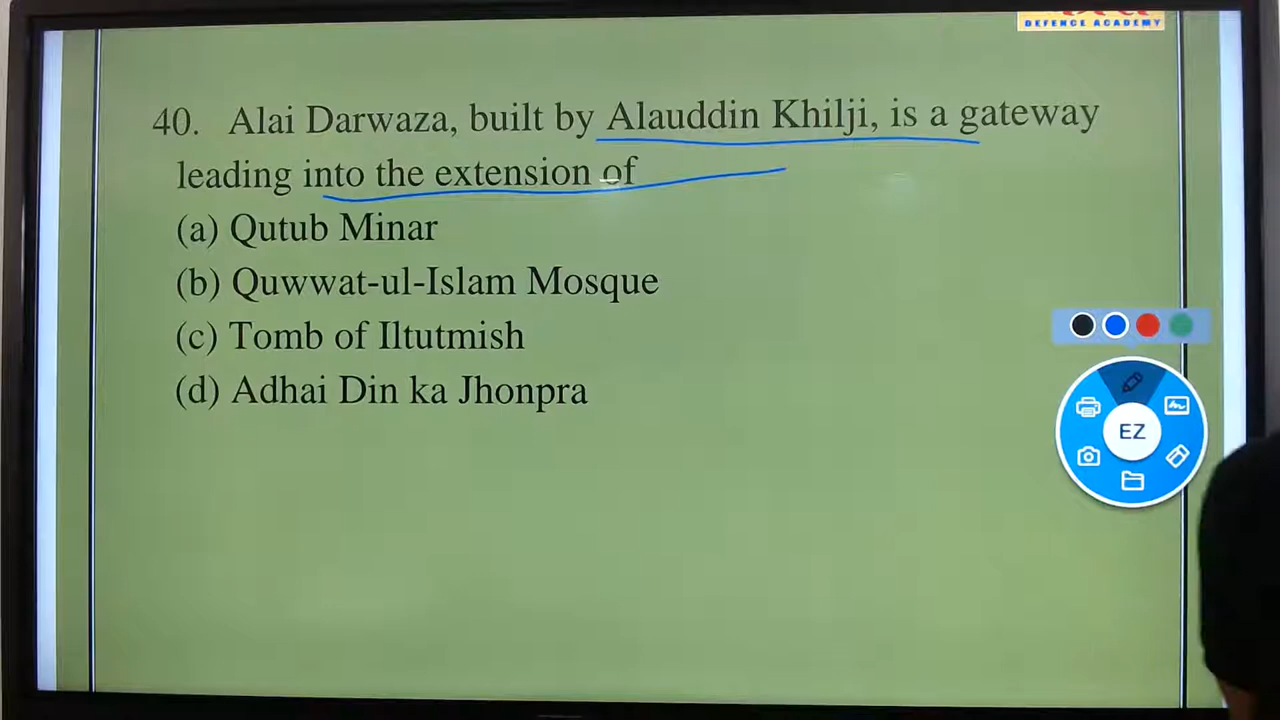 DEFENCE ACADEMY
40. Alai Darwaza, built by Alauddin Khilji, is a gateway
leading into the extension of
(a) Qutub Minar
(b) Quwwat-ul-Islam Mosque
(c) Tomb of Iltutmish
(d) Adhai Din ka Jhonpra
EZ